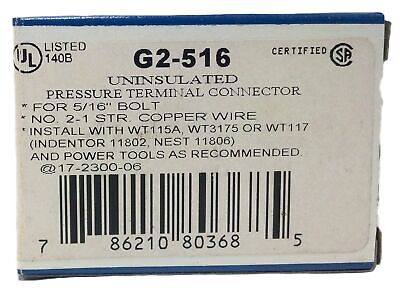 UL LISTED
140B
G2-516
CERTIFIED SA
UNINSULATED
PRESSURE TERMINAL CONNECTOR
* FOR 5/16" BOLT
* NO. 2-1 STR. COPPER WIRE
* INSTALL WITH WT115A, WT3175 OR WT117
(INDENTOR 11802, NEST 11806)
AND POWER TOOLS AS RECOMMENDED.
@17-2300-06
7 86210 80368 5